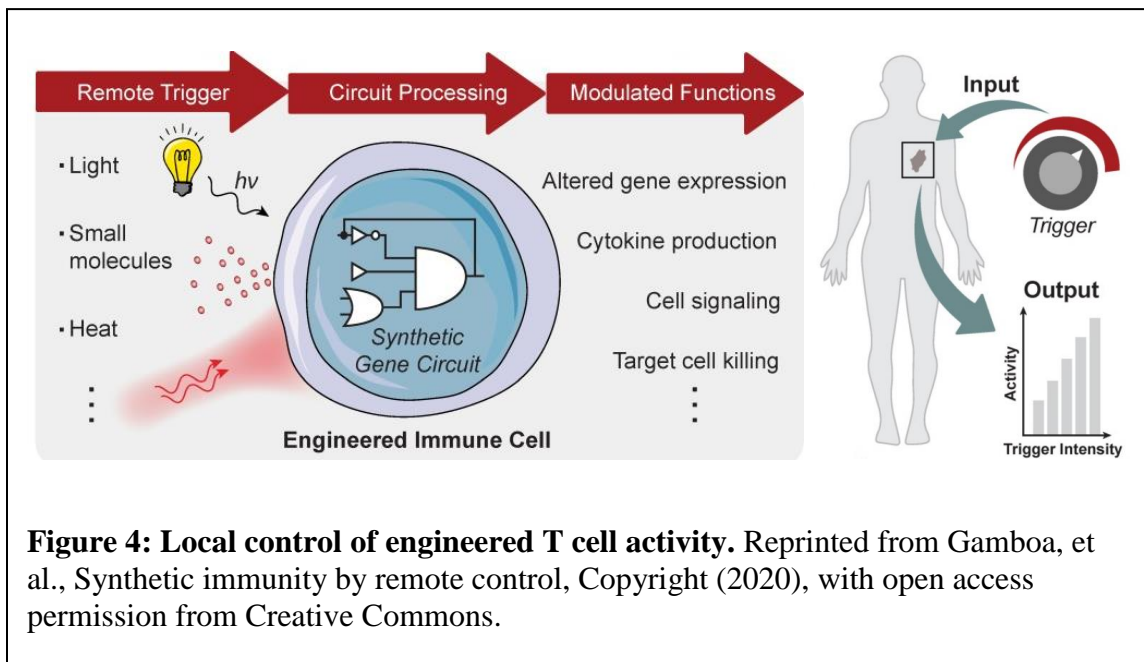 Remote Trigger
Circuit Processing
Modulated Functions
· Light
hν
· Small
molecules
· Heat
Synthetic
Gene Circuit
Engineered Immune Cell
Altered gene expression
Cytokine production
Cell signaling
Target cell killing
Input
Trigger
Output
Activity
Trigger Intensity
Figure 4: Local control of engineered T cell activity. Reprinted from Gamboa, et
al., Synthetic immunity by remote control, Copyright (2020), with open access
permission from Creative Commons.